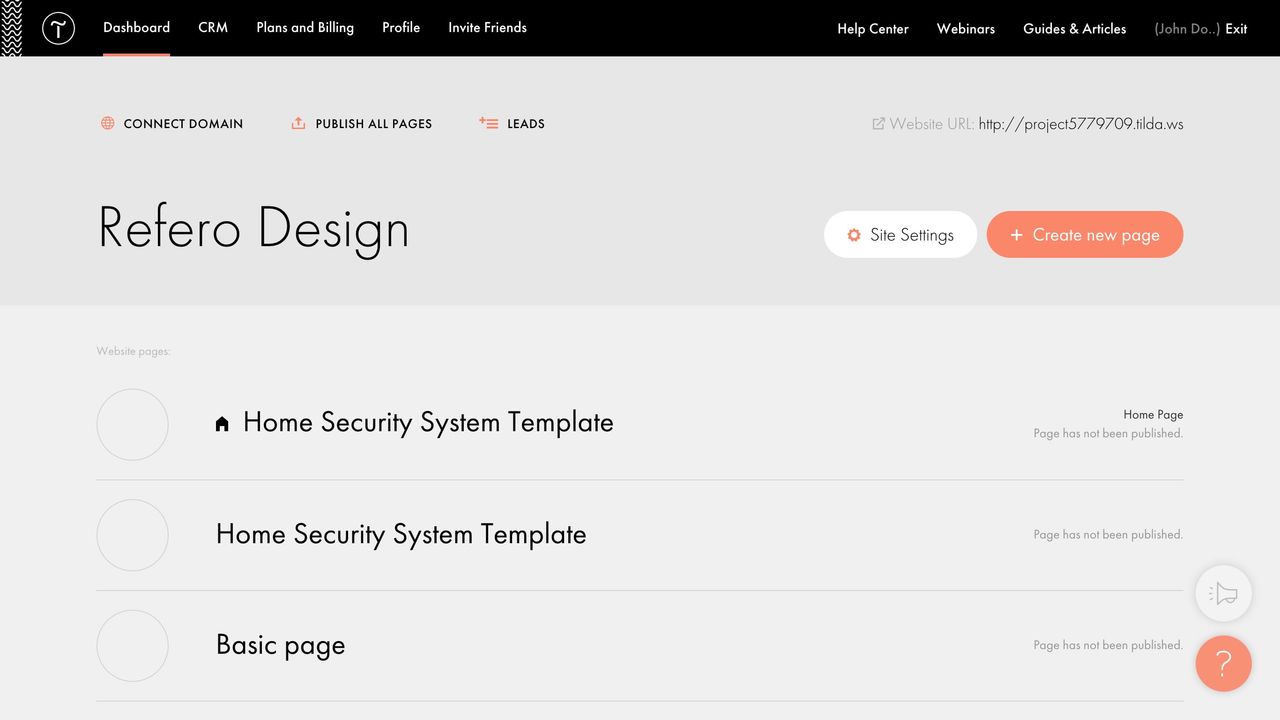 Dashboard CRM Plans and Billing Profile Invite Friends Help Center Webinars Guides & Articles (John Do..) Exit
CONNECT DOMAIN PUBLISH ALL PAGES LEADS Website URL: http://project5779709.tilda.ws
Refero Design
Site Settings + Create new page
Website pages:
Home Security System Template
Home Page
Page has not been published.
Home Security System Template
Page has not been published.
Basic page
Page has not been published.
?